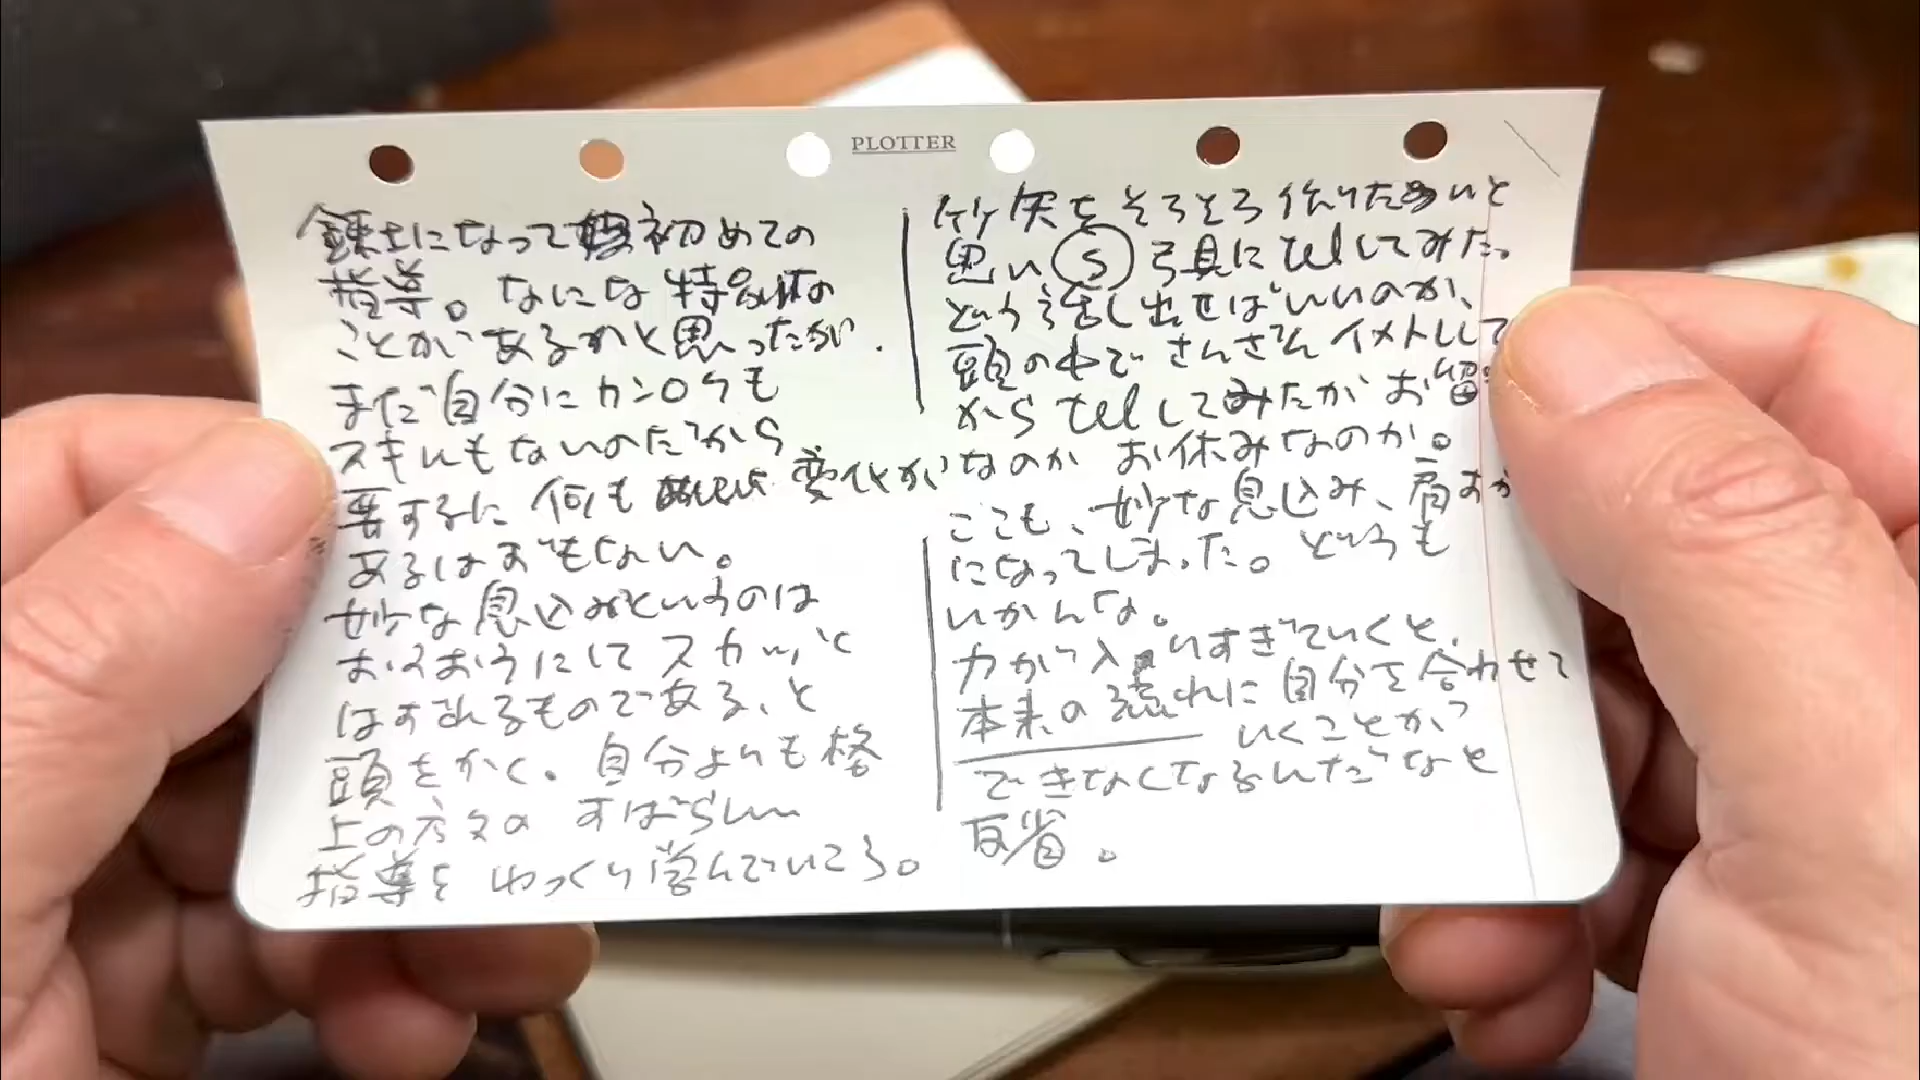 PLOTTER
錬士になって初めての
指導。なにな特別な
ことがあるかと思ったが、
まだ自分にカンロクも
スキルもないのだから
要するに何も 変化が
あるはずもない。
妙な息込みというのは
おうおうにしてスカッと
はずれるものである、と
頭をかく。自分よりも格
上の方々の すばらしい
指導を ゆっくり学んでいこう。
竹矢をそろそろ作りたいと
思い Ⓢ 弓具にtelしてみた。
どう話し出せばいいのか、
頭の中で さんざん イメトレして
から telしてみたが お留
なのか お休みなのか。
ここも、妙な息込み、肩すか
になってしまった。どうも
いかんな。
力が入りすぎていくと、
本来の流れに自分を合わせて
いくことが
できなくなるんだなと
反省。